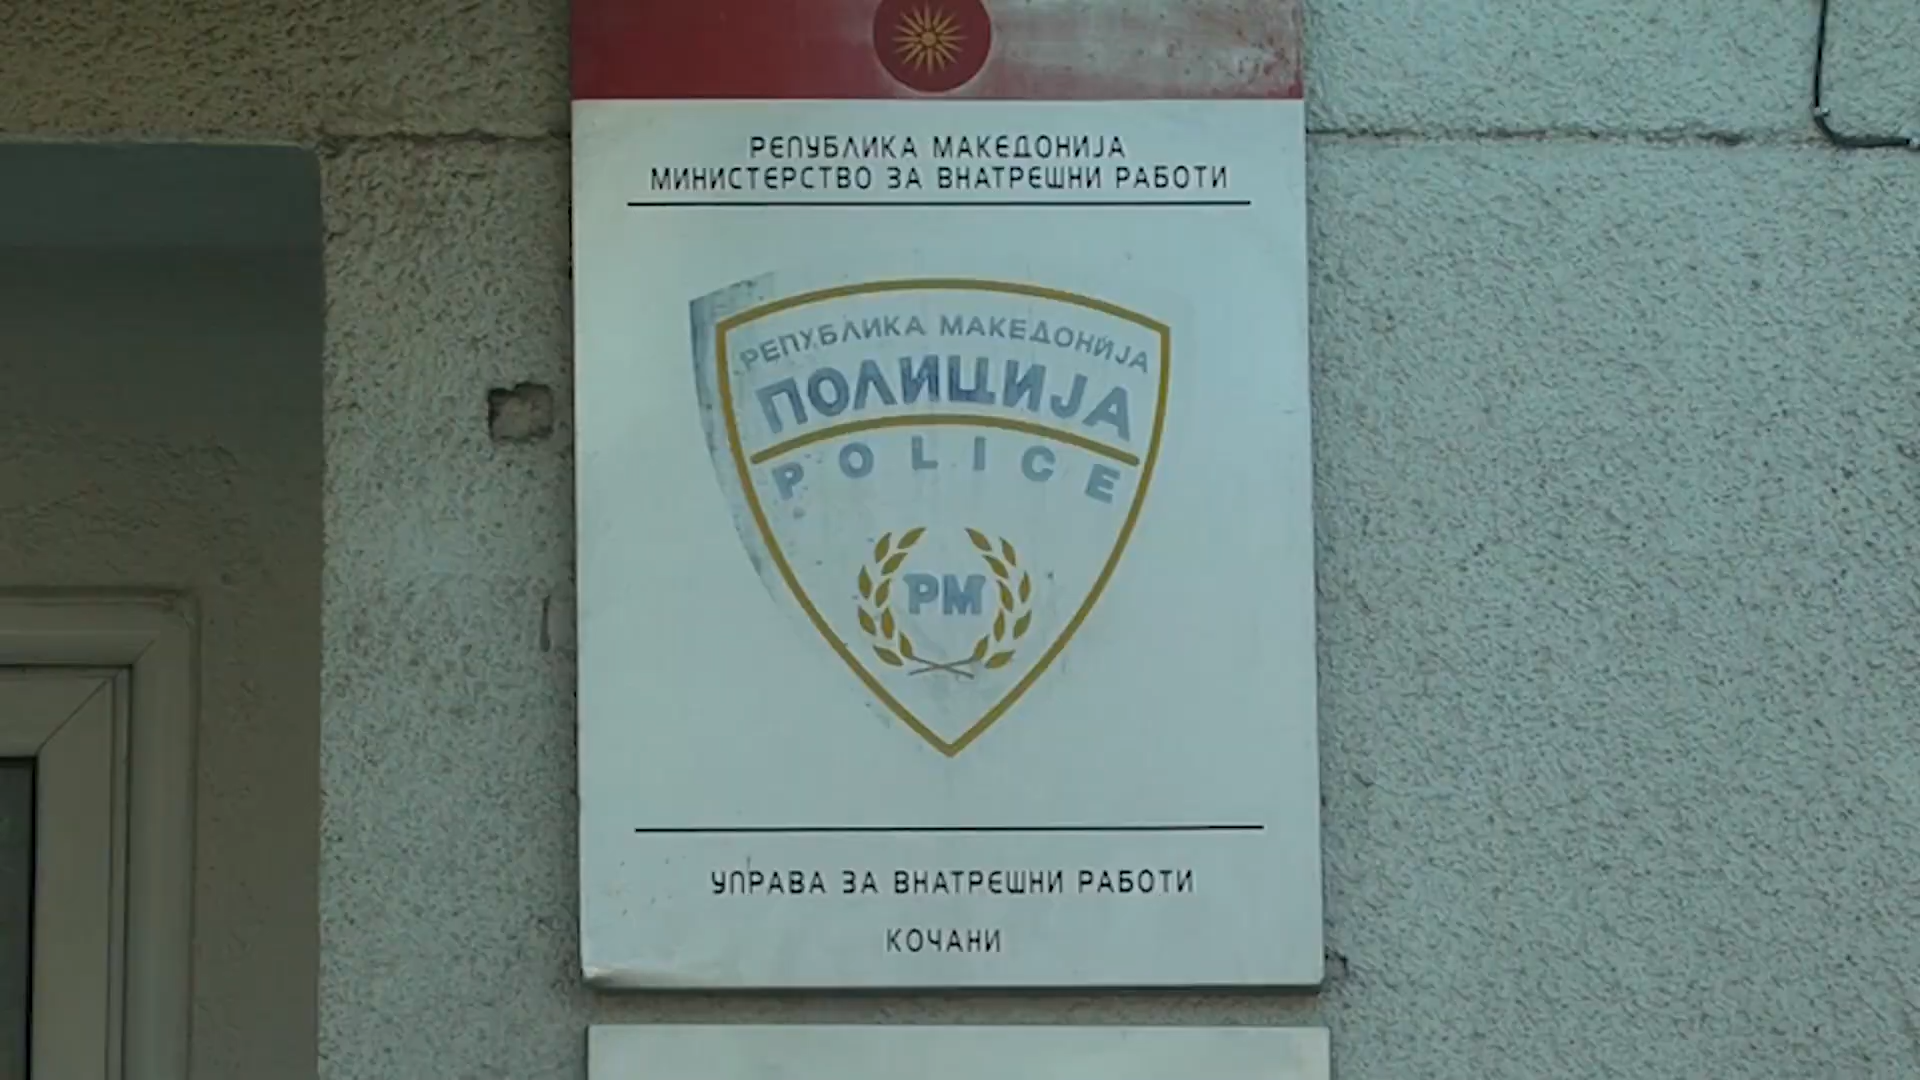 РЕПУБЛИКА МАКЕДОНИЈА
МИНИСТЕРСТВО ЗА ВНАТРЕШНИ РАБОТИ
РЕПУБЛИКА МАКЕДОНИЈА
ПОЛИЦИЈА
POLICE
РМ
УПРАВА ЗА ВНАТРЕШНИ РАБОТИ
КОЧАНИ